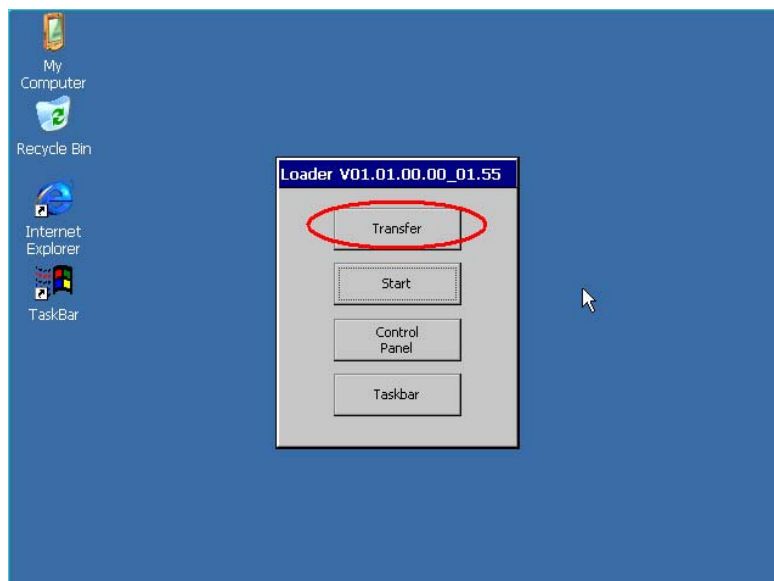 My
Computer
Recycle Bin
Internet
Explorer
TaskBar
Loader V01.01.00.00_01.55
Transfer
Start
Control
Panel
Taskbar